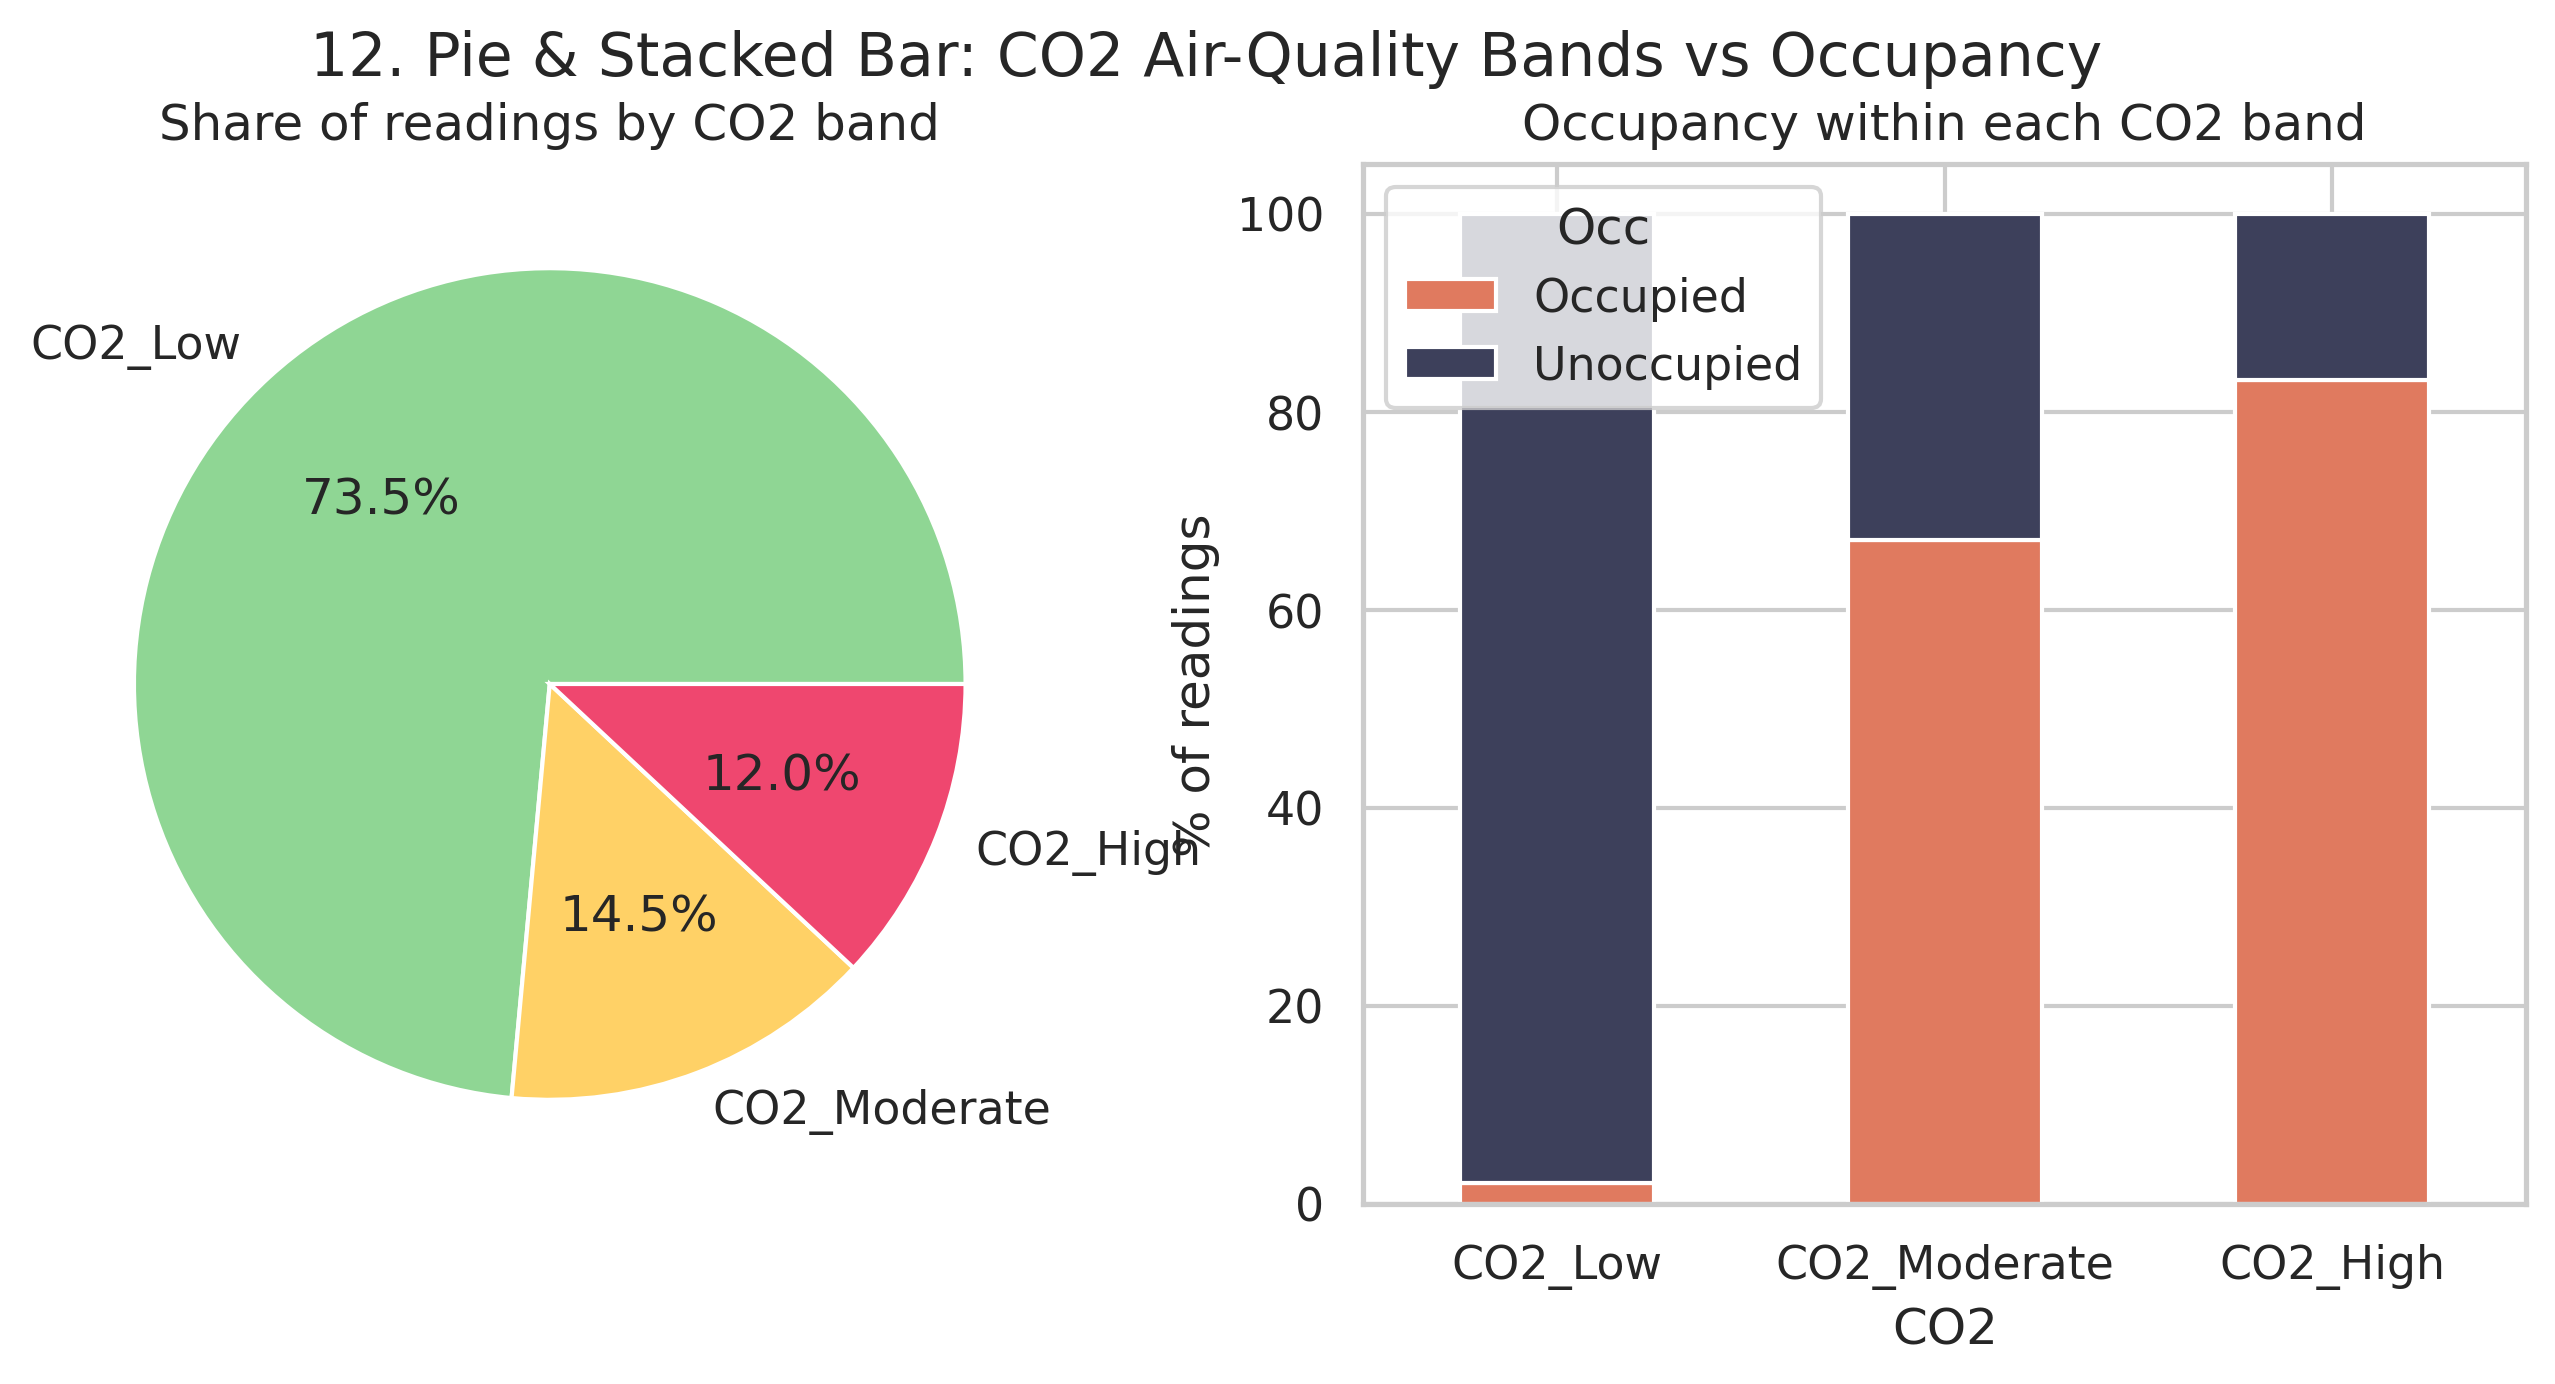 12. Pie & Stacked Bar: CO2 Air-Quality Bands vs Occupancy
Share of readings by CO2 band
CO2_Low
73.5%
12.0%
CO2_High
14.5%
CO2_Moderate
Occupancy within each CO2 band
Occ
Occupied
Unoccupied
% of readings
100
80
60
40
20
0
CO2_Low CO2_Moderate CO2_High
CO2